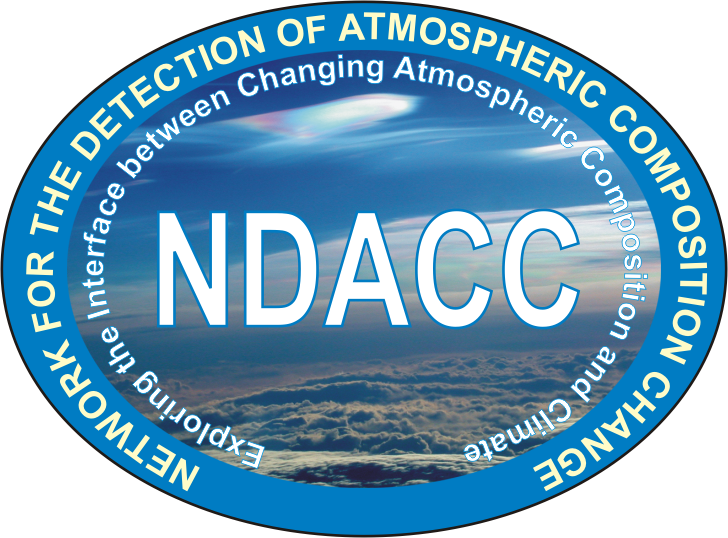 NETWORK FOR THE DETECTION OF ATMOSPHERIC COMPOSITION CHANGE
Exploring the Interface between Changing Atmospheric Composition and Climate
NDACC